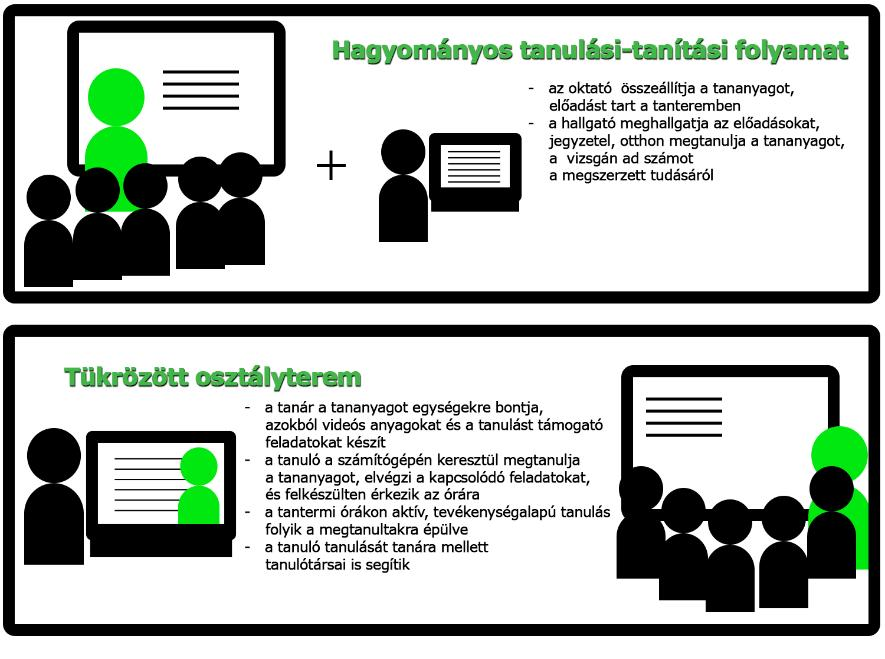 Hagyományos tanulási-tanítási folyamat
- az oktató összeállítja a tananyagot,
előadást tart a tanteremben
- a hallgató meghallgatja az előadásokat,
jegyzetel, otthon megtanulja a tananyagot,
a vizsgán ad számot
a megszerzett tudásáról
+
Tükrözött osztályterem
- a tanár a tananyagot egységekre bontja,
azokból videós anyagokat és a tanulást támogató
feladatokat készít
- a tanuló a számítógépén keresztül megtanulja
a tananyagot, elvégzi a kapcsolódó feladatokat,
és felkészülten érkezik az órára
- a tantermi órákon aktív, tevékenységalapú tanulás
folyik a megtanultakra épülve
- a tanuló tanulását tanára mellett
tanulótársai is segítik